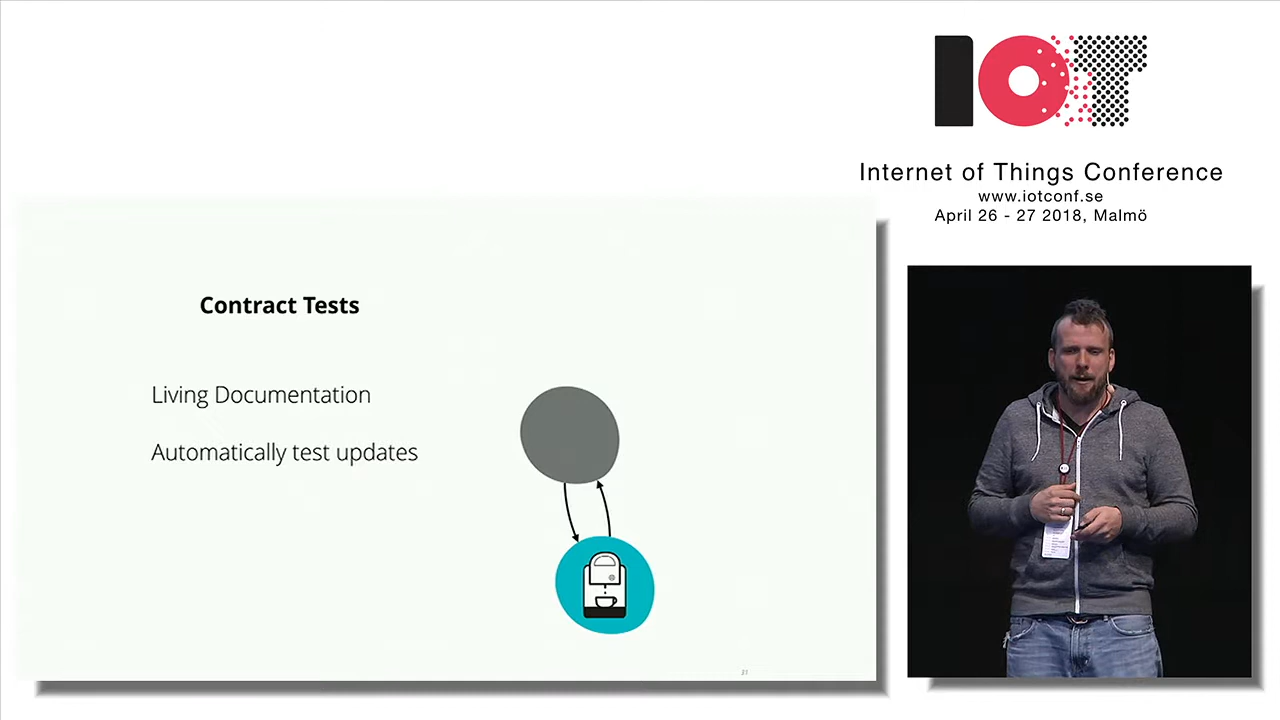 IOT
Internet of Things Conference
www.iotconf.se
April 26 - 27 2018, Malmö
Contract Tests
Living Documentation
Automatically test updates